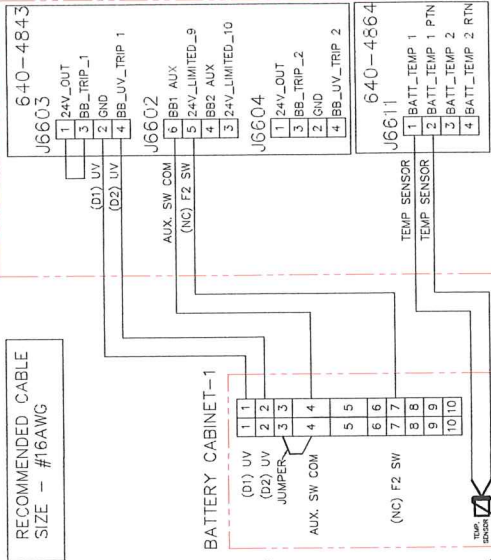 RECOMMENDED CABLE
SIZE - #16AWG
BATTERY CABINET-1
(D1) UV
(D2) UV
JUMPER
AUX. SW COM
(NC) F2 SW
1 1
2 2
3 3
4 4
5 5
6 6
7 7
8 8
9 9
10 10
TEMP.
SENSOR
(D1) UV
(D2) UV
AUX. SW COM
(NC) F2 SW
TEMP SENSOR
TEMP SENSOR
640-4843
J6603
1 24V_OUT
3 BB_TRIP_1
2 GND
4 BB_UV_TRIP 1
J6602
6 BB1 AUX
5 24V_LIMITED_9
4 BB2 AUX
3 24V_LIMITED_10
J6604
1 24V_OUT
3 BB_TRIP_2
2 GND
4 BB_UV_TRIP 2
640-4864
J6611
1 BATT_TEMP 1
2 BATT_TEMP 1 PTN
3 BATT_TEMP 2
4 BATT_TEMP 2 RTN